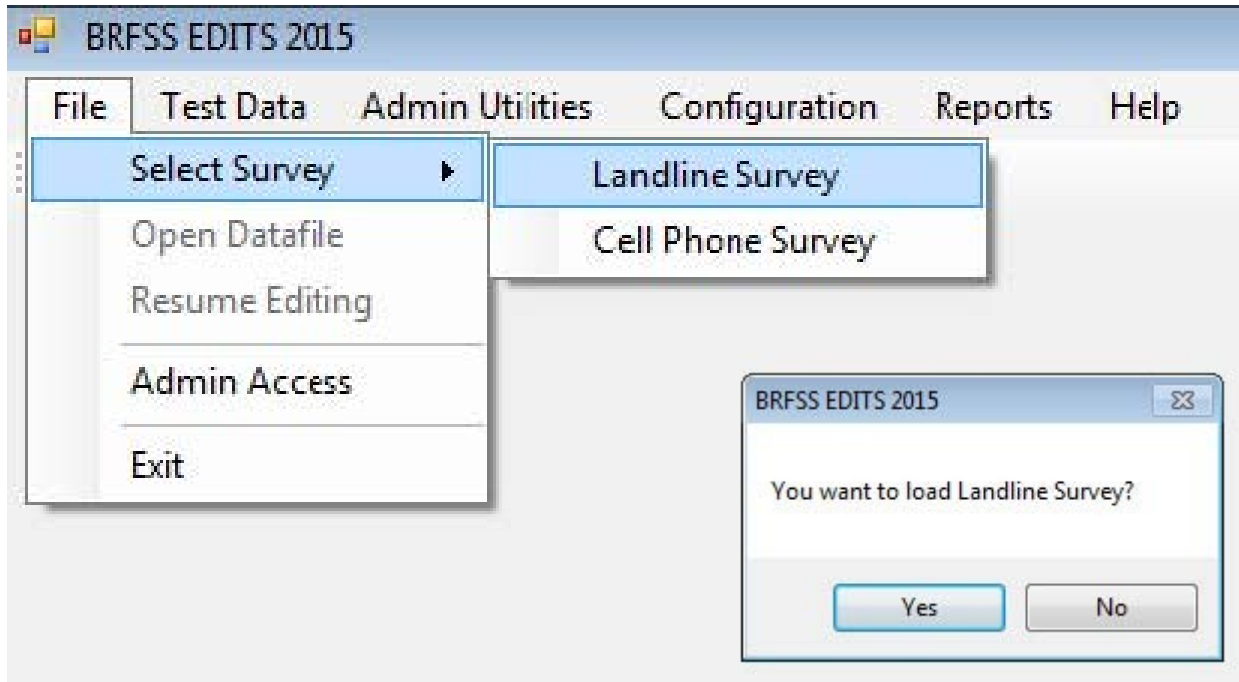 BRFSS EDITS 2015
File Test Data Admin Utilities Configuration Reports Help
Select Survey
Landline Survey
Open Datafile
Cell Phone Survey
Resume Editing
Admin Access
Exit
BRFSS EDITS 2015
You want to load Landline Survey?
Yes No